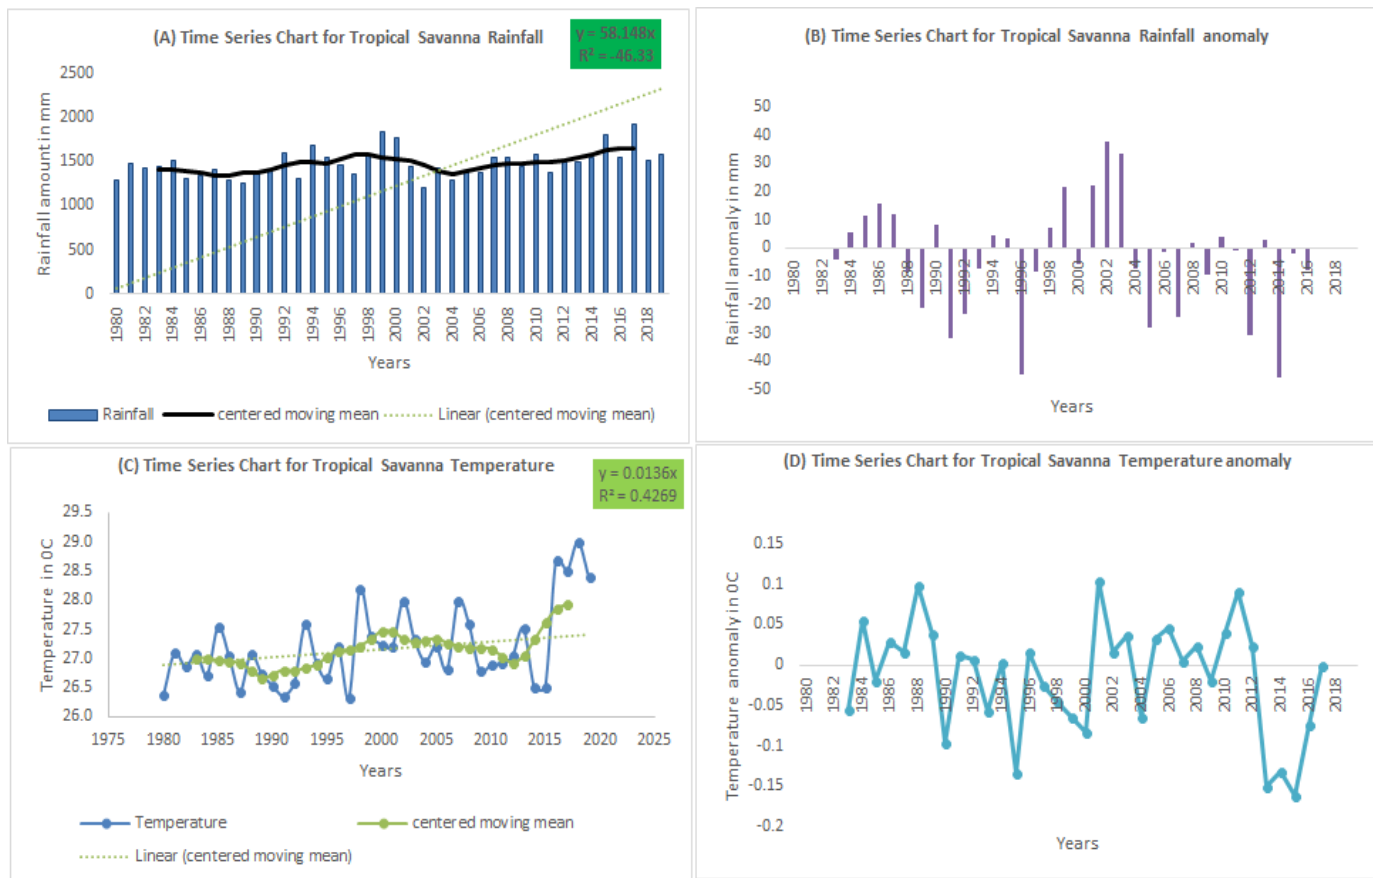 (A) Time Series Chart for Tropical Savanna Rainfall
y = 58.148x
R² = -46.33
Rainfall amount in mm
2500
2000
1500
1000
500
0
1980 1982 1984 1986 1988 1990 1992 1994 1996 1998 2000 2002 2004 2006 2008 2010 2012 2014 2016 2018
Years
Rainfall centered moving mean Linear (centered moving mean)
(B) Time Series Chart for Tropical Savanna Rainfall anomaly
Rainfall anomaly in mm
50
40
30
20
10
0
-10
-20
-30
-40
-50
1980 1982 1984 1986 1988 1990 1992 1994 1996 1998 2000 2002 2004 2006 2008 2010 2012 2014 2016 2018
Years
(C) Time Series Chart for Tropical Savanna Temperature
y = 0.0136x
R² = 0.4269
Temperature in 0C
29.5
29.0
28.5
28.0
27.5
27.0
26.5
26.0
1975 1980 1985 1990 1995 2000 2005 2010 2015 2020 2025
Years
Temperature centered moving mean
Linear (centered moving mean)
(D) Time Series Chart for Tropical Savanna Temperature anomaly
Temperature anomaly in 0C
0.15
0.1
0.05
0
-0.05
-0.1
-0.15
-0.2
1980 1982 1984 1986 1988 1990 1992 1994 1996 1998 2000 2002 2004 2006 2008 2010 2012 2014 2016 2018
Years